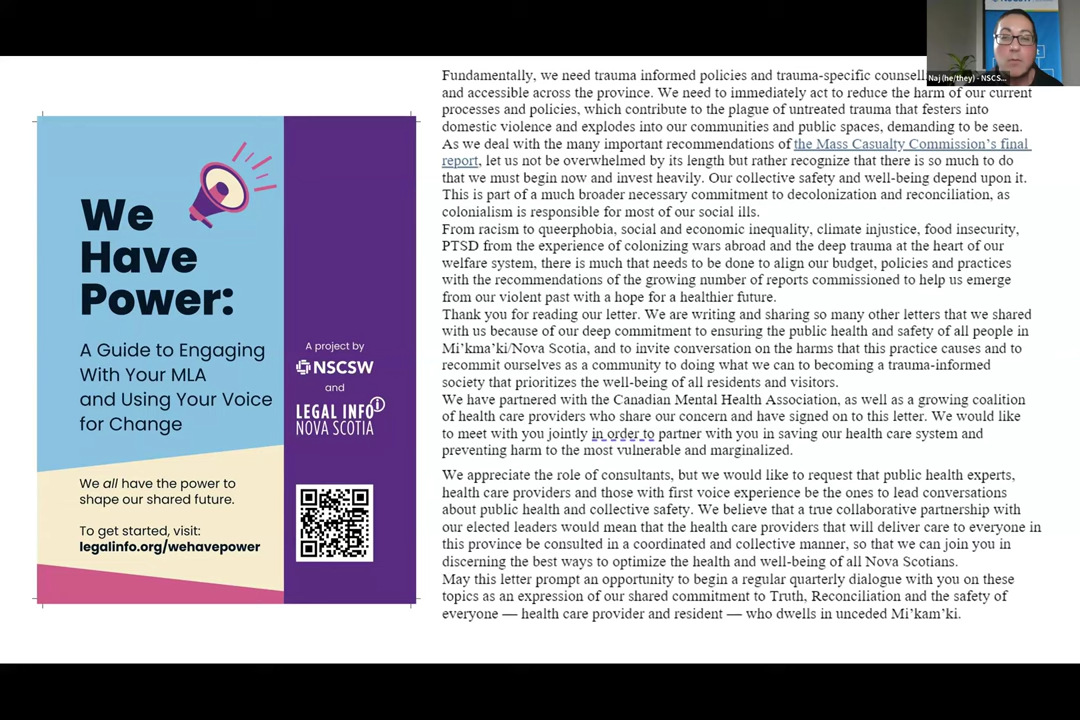 We
Have
Power:
A Guide to Engaging
With Your MLA
and Using Your Voice
for Change
We all have the power to
shape our shared future.
To get started, visit:
legalinfo.org/wehavepower
A project by
NSCSW
and
LEGAL INFO
NOVA SCOTIA
Fundamentally, we need trauma informed policies and trauma-specific
and accessible across the province. We need to immediately act to reduce the harm of our current
processes and policies, which contribute to the plague of untreated trauma that festers into
domestic violence and explodes into our communities and public spaces, demanding to be seen.
As we deal with the many important recommendations of the Mass Casualty Commission's final
report, let us not be overwhelmed by its length but rather recognize that there is so much to do
that we must begin now and invest heavily. Our collective safety and well-being depend upon it.
This is part of a much broader necessary commitment to decolonization and reconciliation, as
colonialism is responsible for most of our social ills.
From racism to queerphobia, social and economic inequality, climate injustice, food insecurity,
PTSD from the experience of colonizing wars abroad and the deep trauma at the heart of our
welfare system, there is much that needs to be done to align our budget, policies and practices
with the recommendations of the growing number of reports commissioned to help us emerge
from our violent past with a hope for a healthier future.
Thank you for reading our letter. We are writing and sharing so many other letters that we shared
with us because of our deep commitment to ensuring the public health and safety of all people in
Mi'kma'ki/Nova Scotia, and to invite conversation on the harms that this practice causes and to
recommit ourselves as a community to doing what we can to becoming a trauma-informed
society that prioritizes the well-being of all residents and visitors.
We have partnered with the Canadian Mental Health Association, as well as a growing coalition
of health care providers who share our concern and have signed on to this letter. We would like
to meet with you jointly in order to partner with you in saving our health care system and
preventing harm to the most vulnerable and marginalized.
We appreciate the role of consultants, but we would like to request that public health experts,
health care providers and those with first voice experience be the ones to lead conversations
about public health and collective safety. We believe that a true collaborative partnership with
our elected leaders would mean that the health care providers that will deliver care to everyone in
this province be consulted in a coordinated and collective manner, so that we can join you in
discerning the best ways to optimize the health and well-being of all Nova Scotians.
May this letter prompt an opportunity to begin a regular quarterly dialogue with you on these
topics as an expression of our shared commitment to Truth, Reconciliation and the safety of
everyone — health care provider and resident — who dwells in unceded Mi'kam'ki.
Naj (he/they) - NSCS...